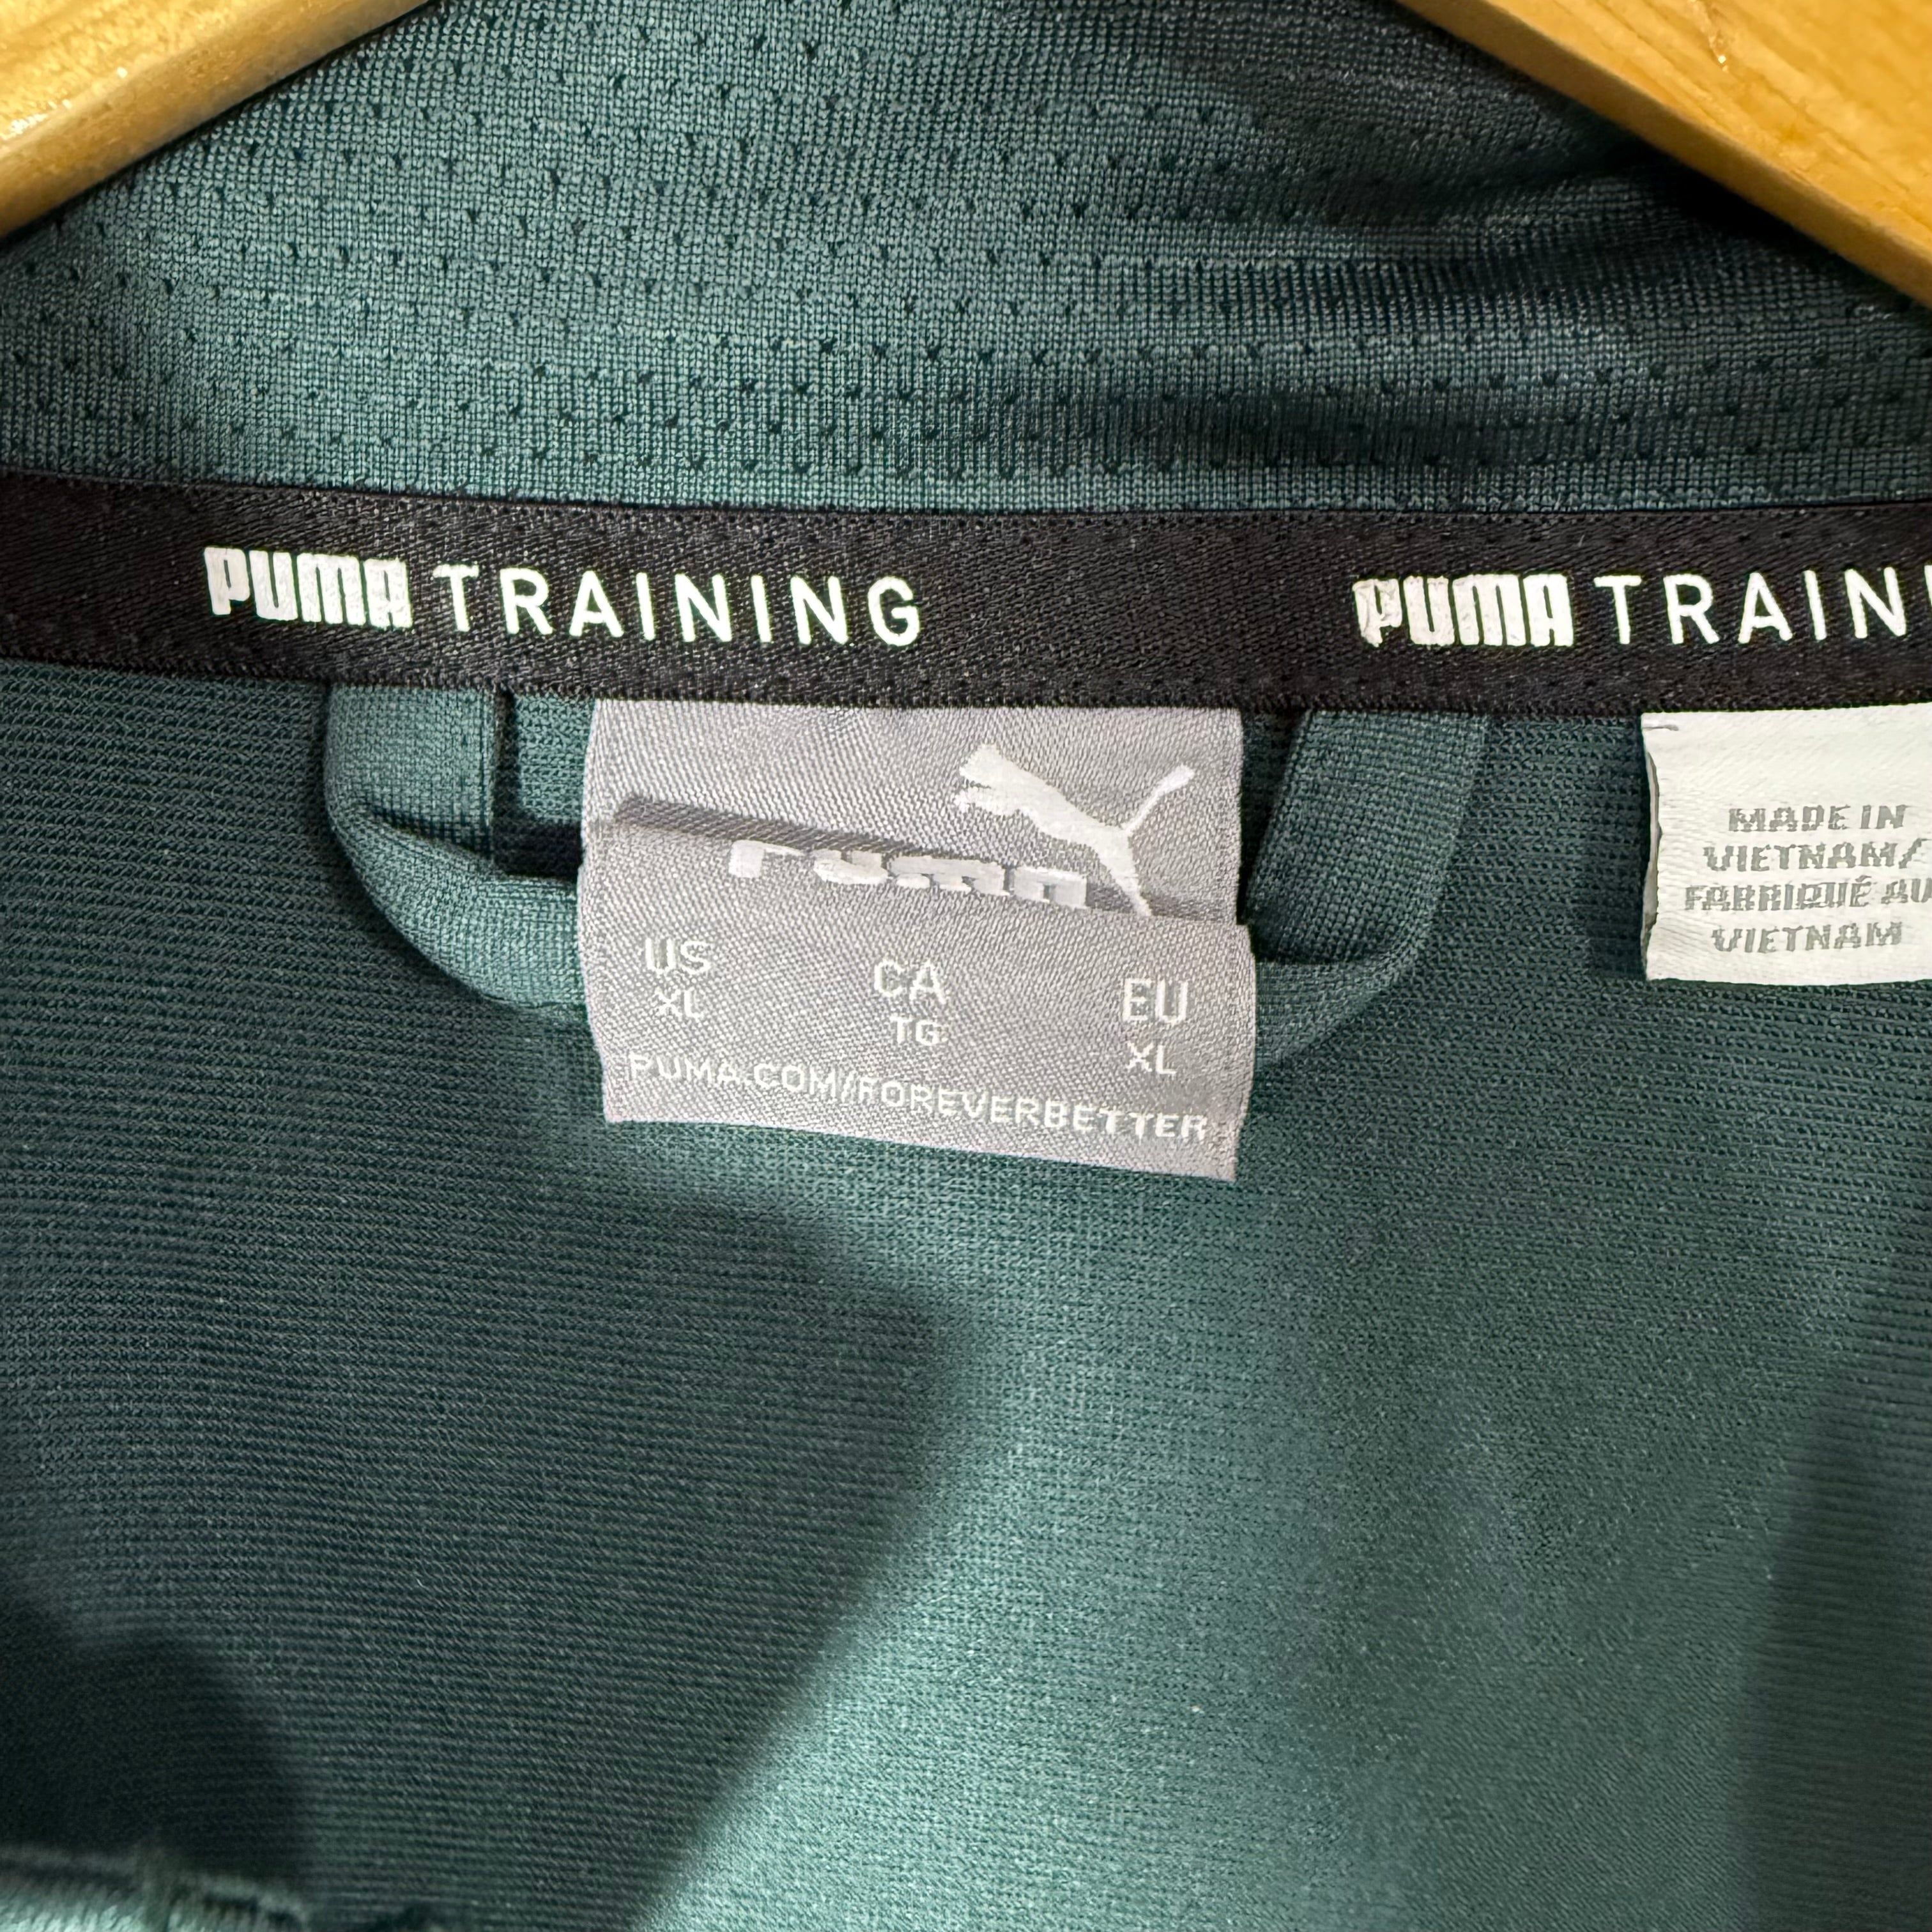 PUMA TRAINING
PUMA TRAIN
PUMA
US CA EU
XL TG XL
PUMA.COM/FOREVERBETTER
MADE IN
VIETNAM/
FABRIQUÉ AU
VIETNAM